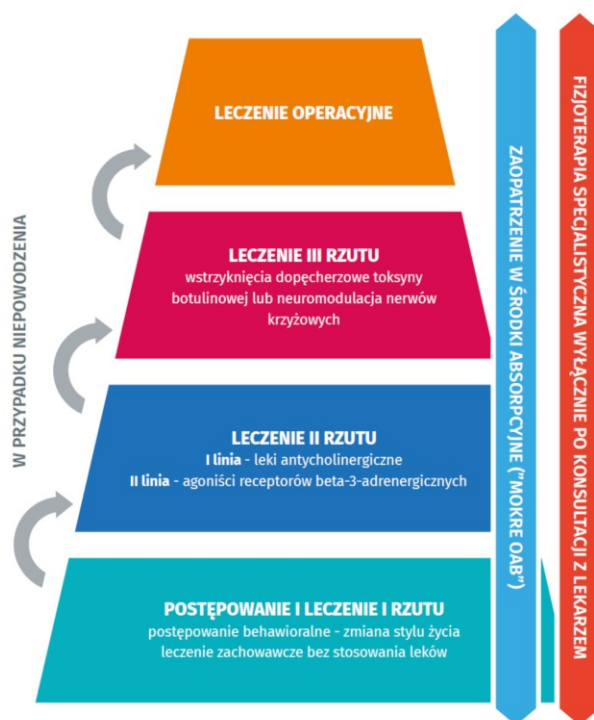 LECZENIE OPERACYJNE
LECZENIE III RZUTU
wstrzyknięcia dopęcherzowe toksyny
botulinowej lub neuromodulacja nerwów
krzyżowych
LECZENIE II RZUTU
I linia - leki antycholinergiczne
II linia - agoniści receptorów beta-3-adrenergicznych
POSTĘPOWANIE I LECZENIE I RZUTU
postępowanie behawioralne - zmiana stylu życia
leczenie zachowawcze bez stosowania leków
W PRZYPADKU NIEPOWODZENIA
ZAOPATRZENIE W ŚRODKI ABSORPCYJNE ("MOKRE OAB")
FIZJOTERAPIA SPECJALISTYCZNA WYŁĄCZNIE PO KONSULTACJI Z LEKARZEM